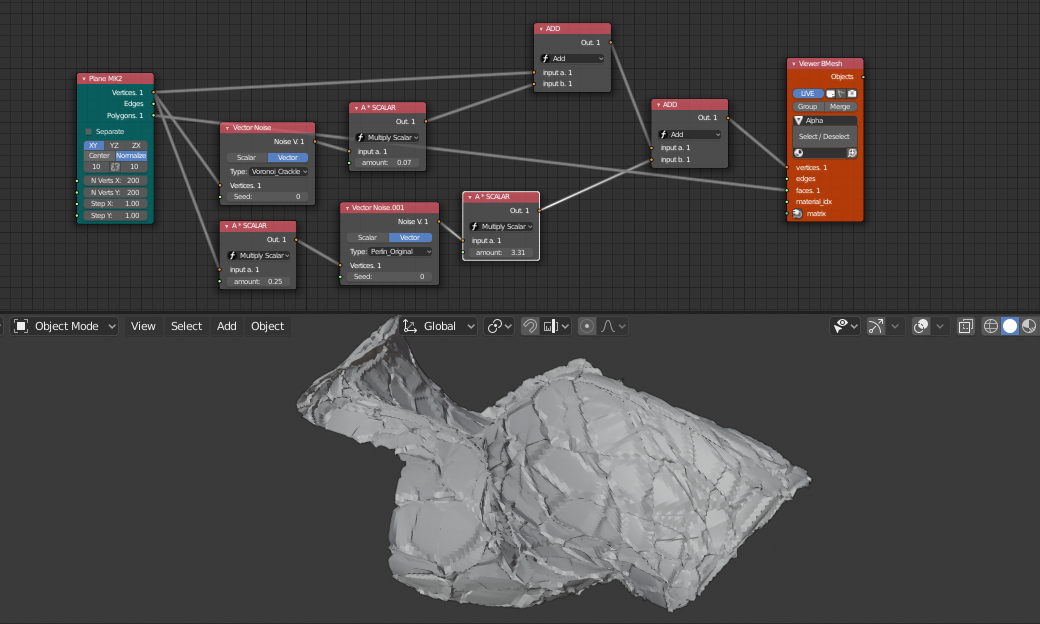 Plane MK2
Vertices. 1
Edges
Polygons. 1
Separate
XY YZ ZX
Center Normalize
10 10
N Verts X: 200
N Verts Y: 200
Step X: 1.00
Step Y: 1.00
Vector Noise
Noise V. 1
Scalar Vector
Type: Voronoi_Crackle
Vertices. 1
Seed: 0
A * SCALAR
Out. 1
Multiply Scalar
input a. 1
amount: 0.25
A * SCALAR
Out. 1
Multiply Scalar
input a. 1
amount: 0.07
Vector Noise.001
Noise V. 1
Scalar Vector
Type: Perlin_Original
Vertices. 1
Seed: 0
A * SCALAR
Out. 1
Multiply Scalar
input a. 1
amount: 3.31
ADD
Out. 1
Add
input a. 1
input b. 1
ADD
Out. 1
Add
input a. 1
input b. 1
Viewer BMesh
Objects
LIVE
Group Merge
Alpha
Select / Deselect
vertices. 1
edges
faces. 1
material_idx
matrix
Object Mode View Select Add Object Global